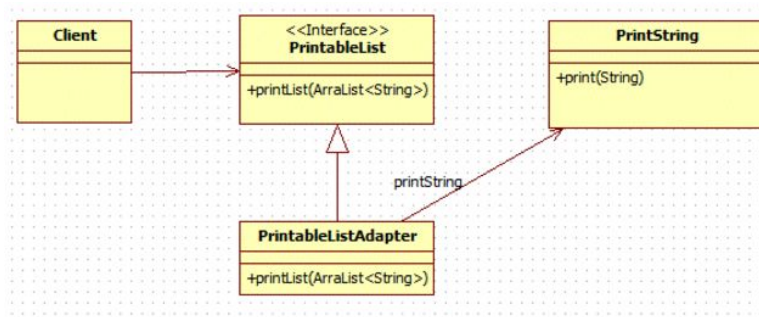 Client
<<Interface>>
PrintableList
+printList(ArraList<String>)
PrintString
+print(String)
printString
PrintableListAdapter
+printList(ArraList<String>)